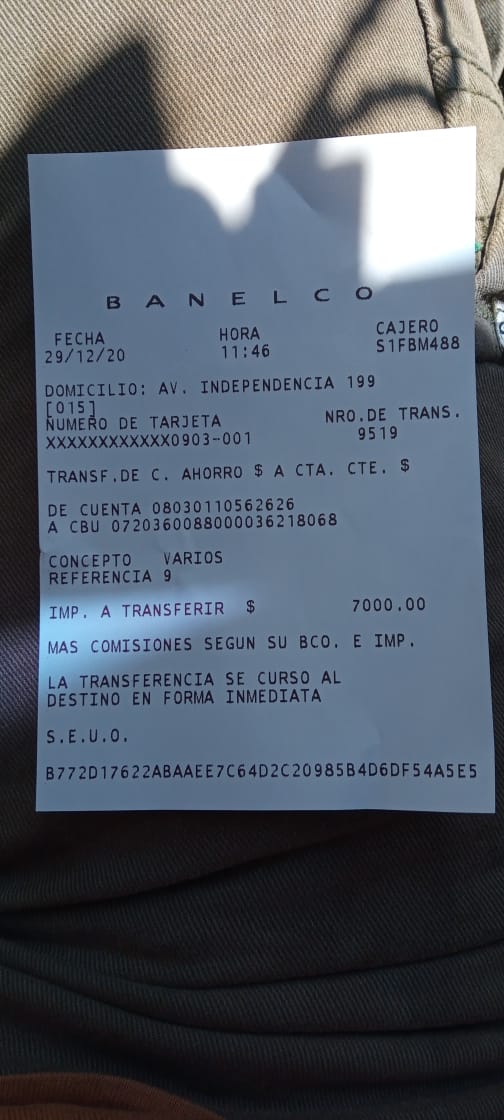 BANELCO
FECHA HORA CAJERO
29/12/20 11:46 S1FBM488
DOMICILIO: AV. INDEPENDENCIA 199
[015]
NUMERO DE TARJETA NRO.DE TRANS.
XXXXXXXXXXXX0903-001 9519
TRANSF.DE C. AHORRO $ A CTA. CTE. $
DE CUENTA 08030110562626
A CBU 0720360088000036218068
CONCEPTO VARIOS
REFERENCIA 9
IMP. A TRANSFERIR $ 7000.00
MAS COMISIONES SEGUN SU BCO. E IMP.
LA TRANSFERENCIA SE CURSO AL
DESTINO EN FORMA INMEDIATA
S.E.U.O.
B772D17622ABAAEE7C64D2C20985B4D6DF54A5E5